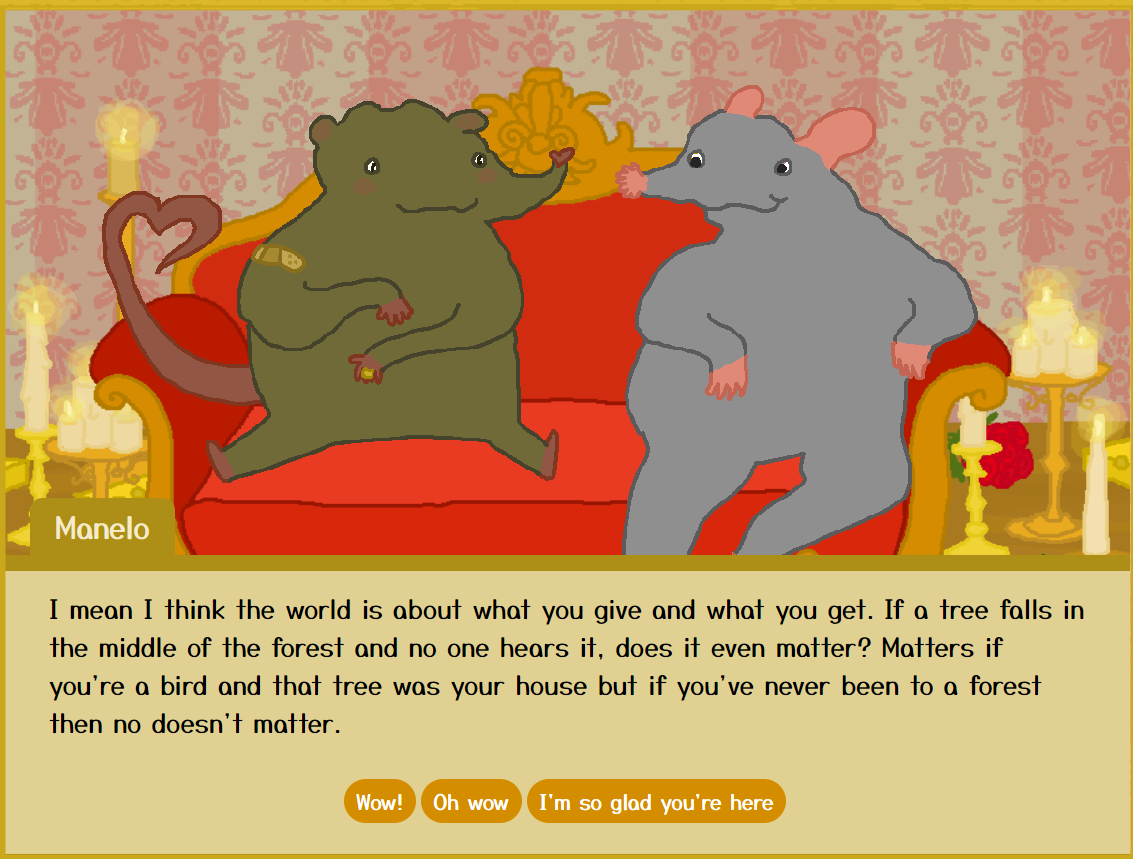 Manelo
I mean I think the world is about what you give and what you get. If a tree falls in
the middle of the forest and no one hears it, does it even matter? Matters if
you're a bird and that tree was your house but if you've never been to a forest
then no doesn't matter.
Wow! Oh wow I'm so glad you're here